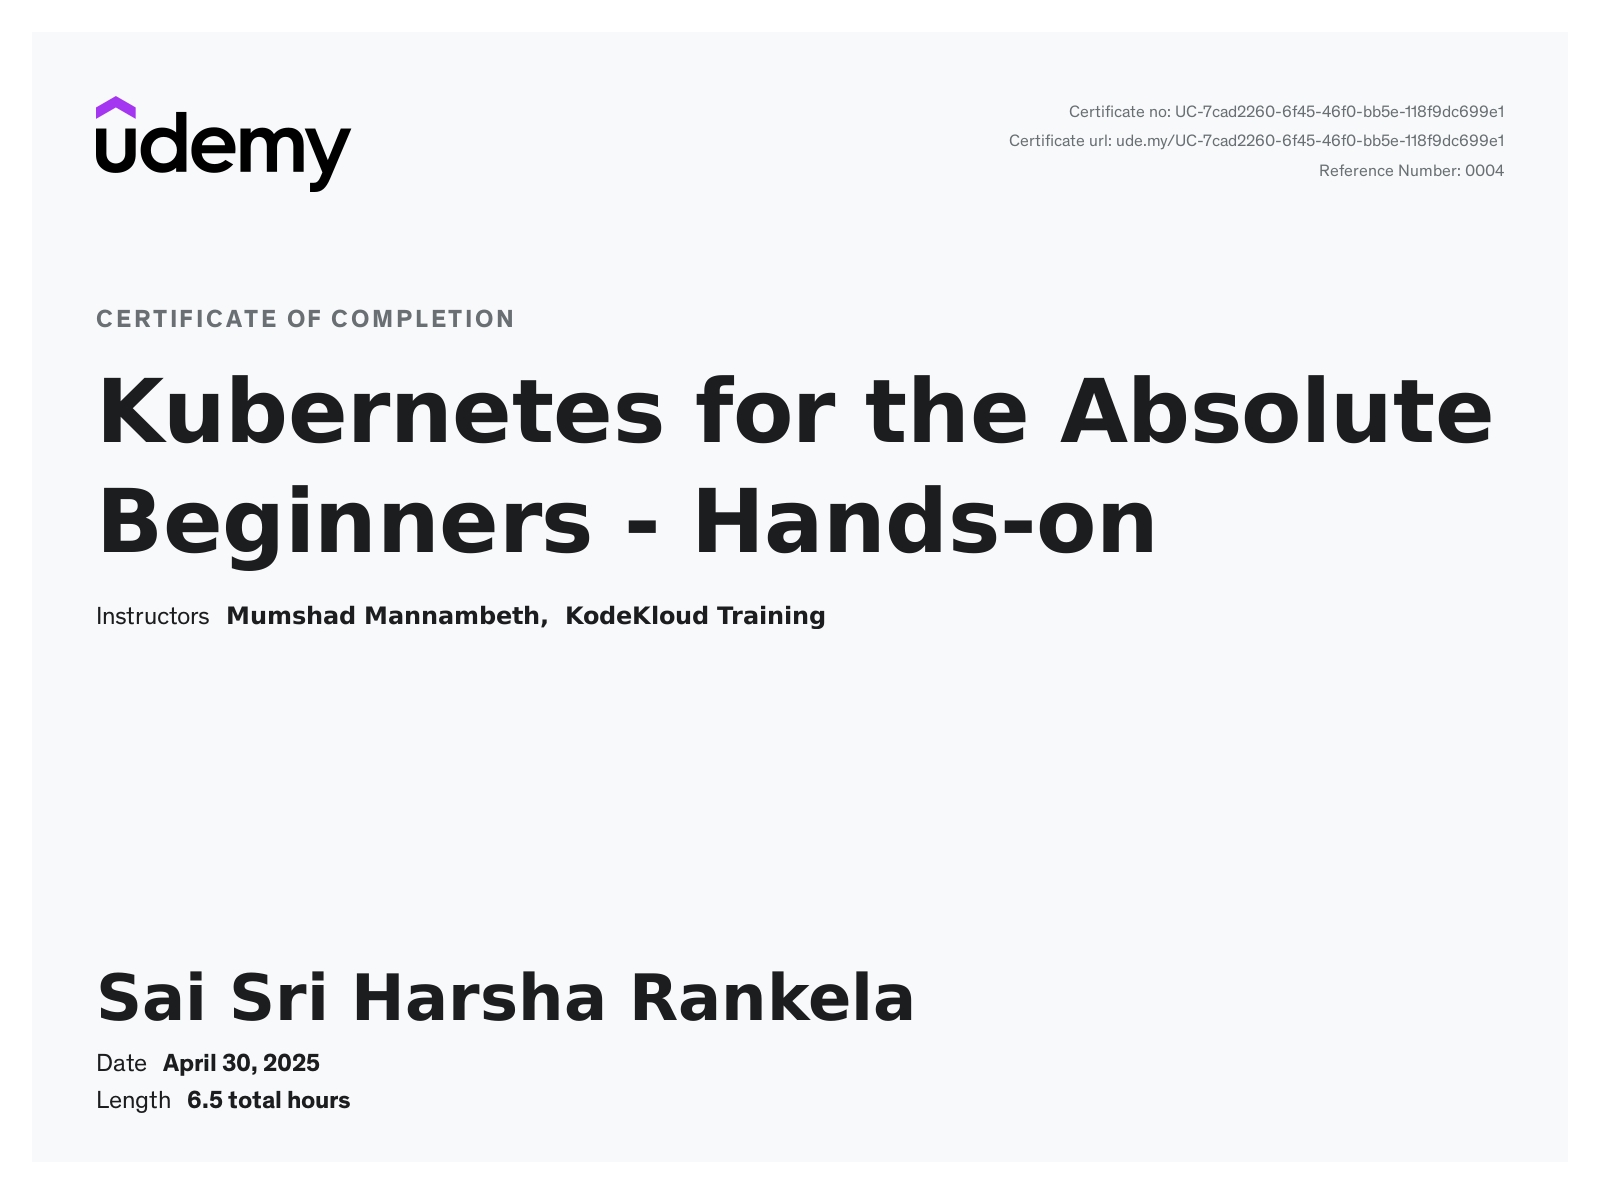 udemy
Certificate no: UC-7cad2260-6f45-46f0-bb5e-118f9dc699e1
Certificate url: ude.my/UC-7cad2260-6f45-46f0-bb5e-118f9dc699e1
Reference Number: 0004
CERTIFICATE OF COMPLETION
Kubernetes for the Absolute
Beginners - Hands-on
Instructors Mumshad Mannambeth, KodeKloud Training
Sai Sri Harsha Rankela
Date April 30, 2025
Length 6.5 total hours